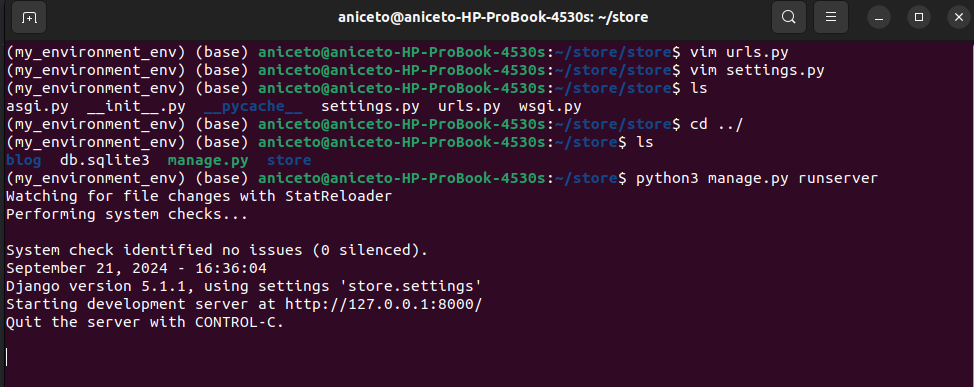 aniceto@aniceto-HP-ProBook-4530s: ~/store
(my_environment_env) (base) aniceto@aniceto-HP-ProBook-4530s:~/store/store$ vim urls.py
(my_environment_env) (base) aniceto@aniceto-HP-ProBook-4530s:~/store/store$ vim settings.py
(my_environment_env) (base) aniceto@aniceto-HP-ProBook-4530s:~/store/store$ ls
asgi.py  __init__.py  __pycache__  settings.py  urls.py  wsgi.py
(my_environment_env) (base) aniceto@aniceto-HP-ProBook-4530s:~/store/store$ cd ../
(my_environment_env) (base) aniceto@aniceto-HP-ProBook-4530s:~/store$ ls
blog  db.sqlite3  manage.py  store
(my_environment_env) (base) aniceto@aniceto-HP-ProBook-4530s:~/store$ python3 manage.py runserver
Watching for file changes with StatReloader
Performing system checks...
System check identified no issues (0 silenced).
September 21, 2024 - 16:36:04
Django version 5.1.1, using settings 'store.settings'
Starting development server at http://127.0.0.1:8000/
Quit the server with CONTROL-C.